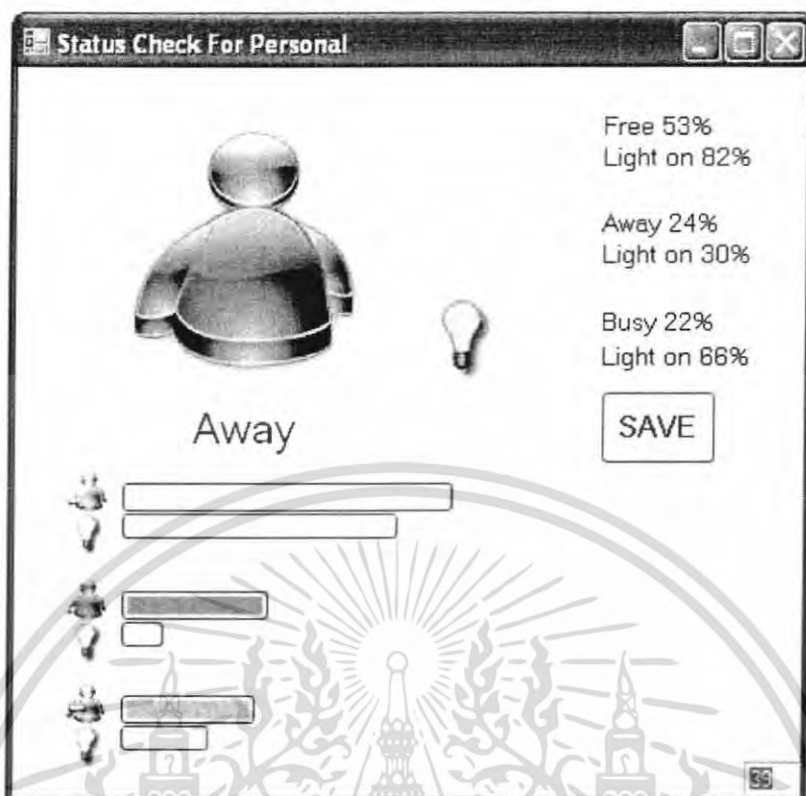 Status Check For Personal
Free 53%
Light on 82%
Away 24%
Light on 30%
Busy 22%
Light on 66%
SAVE
Away